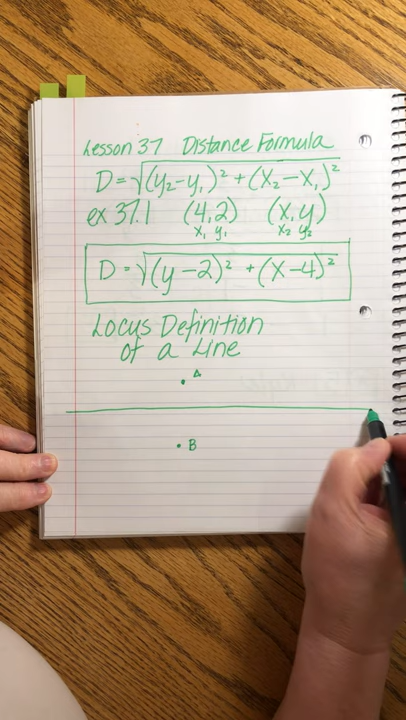 Lesson 37 Distance Formula
D=√(y₂-y₁)²+(x₂-x₁)²
ex 37.1 (4,2) (x,y)
x₁ y₁ x₂ y₂
D=√(y-2)²+(x-4)²
Locus Definition
of a Line
A
B